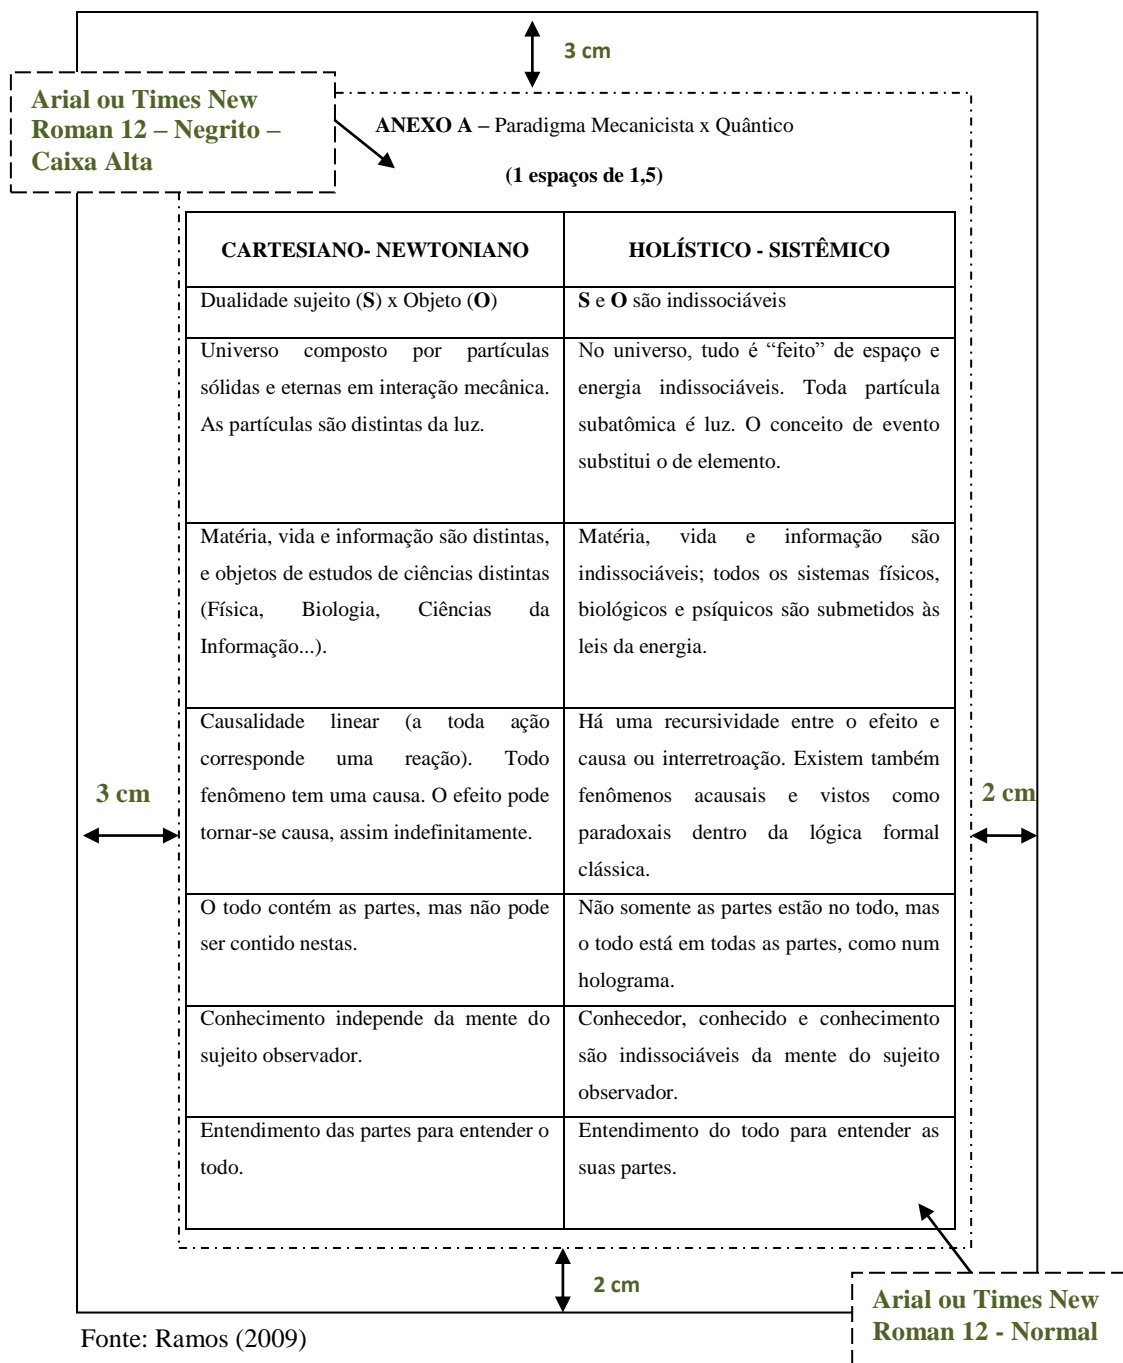 3 cm
Arial ou Times New
Roman 12 – Negrito –
Caixa Alta
ANEXO A – Paradigma Mecanicista x Quântico
(1 espaços de 1,5)
CARTESIANO- NEWTONIANO
HOLÍSTICO - SISTÊMICO
Dualidade sujeito (S) x Objeto (O)
S e O são indissociáveis
Universo composto por partículas
sólidas e eternas em interação mecânica.
As partículas são distintas da luz.
No universo, tudo é “feito” de espaço e
energia indissociáveis. Toda partícula
subatômica é luz. O conceito de evento
substitui o de elemento.
Matéria, vida e informação são distintas,
e objetos de estudos de ciências distintas
(Física, Biologia, Ciências da
Informação...).
Matéria, vida e informação são
indissociáveis; todos os sistemas físicos,
biológicos e psíquicos são submetidos às
leis da energia.
Causalidade linear (a toda ação
corresponde uma reação). Todo
fenômeno tem uma causa. O efeito pode
tornar-se causa, assim indefinitamente.
Há uma recursividade entre o efeito e
causa ou interretroação. Existem também
fenômenos acausais e vistos como
paradoxais dentro da lógica formal
clássica.
3 cm
2 cm
O todo contém as partes, mas não pode
ser contido nestas.
Não somente as partes estão no todo, mas
o todo está em todas as partes, como num
holograma.
Conhecimento independe da mente do
sujeito observador.
Conhecedor, conhecido e conhecimento
são indissociáveis da mente do sujeito
observador.
Entendimento das partes para entender o
todo.
Entendimento do todo para entender as
suas partes.
2 cm
Arial ou Times New
Roman 12 - Normal
Fonte: Ramos (2009)